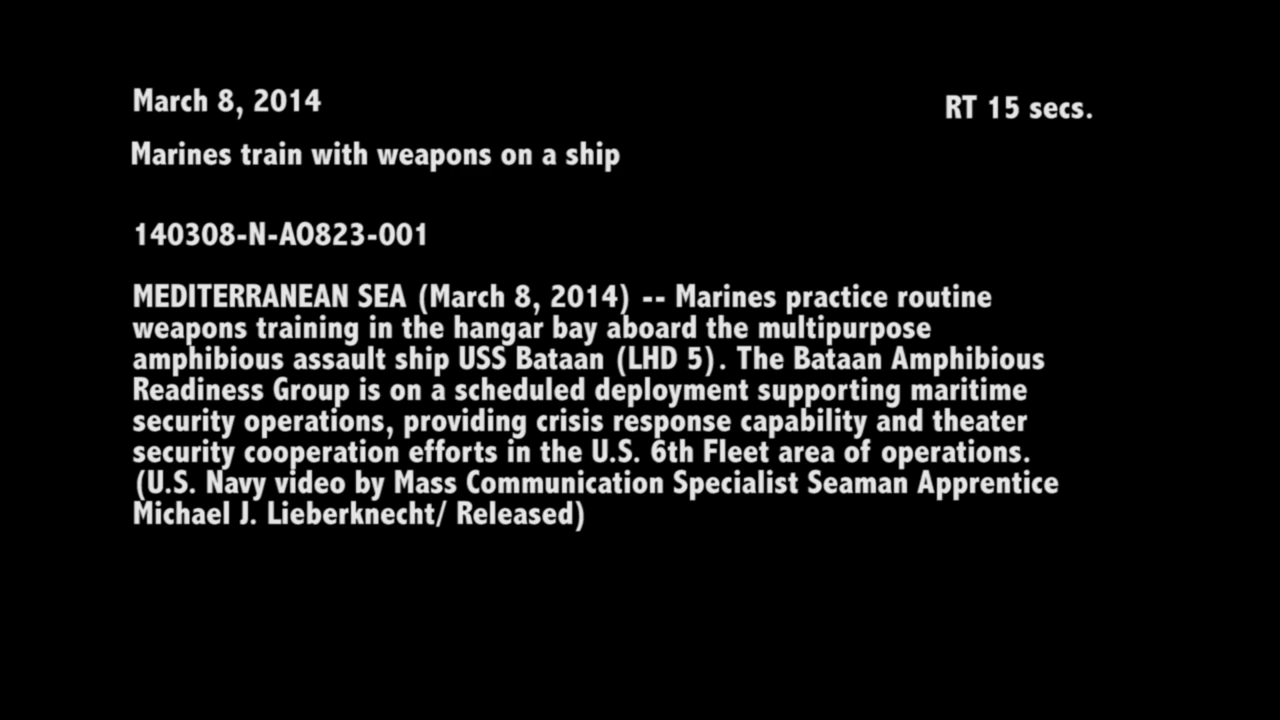 March 8, 2014
RT 15 secs.
Marines train with weapons on a ship
140308-N-AO823-001
MEDITERRANEAN SEA (March 8, 2014) -- Marines practice routine
weapons training in the hangar bay aboard the multipurpose
amphibious assault ship USS Bataan (LHD 5). The Bataan Amphibious
Readiness Group is on a scheduled deployment supporting maritime
security operations, providing crisis response capability and theater
security cooperation efforts in the U.S. 6th Fleet area of operations.
(U.S. Navy video by Mass Communication Specialist Seaman Apprentice
Michael J. Lieberknecht/ Released)